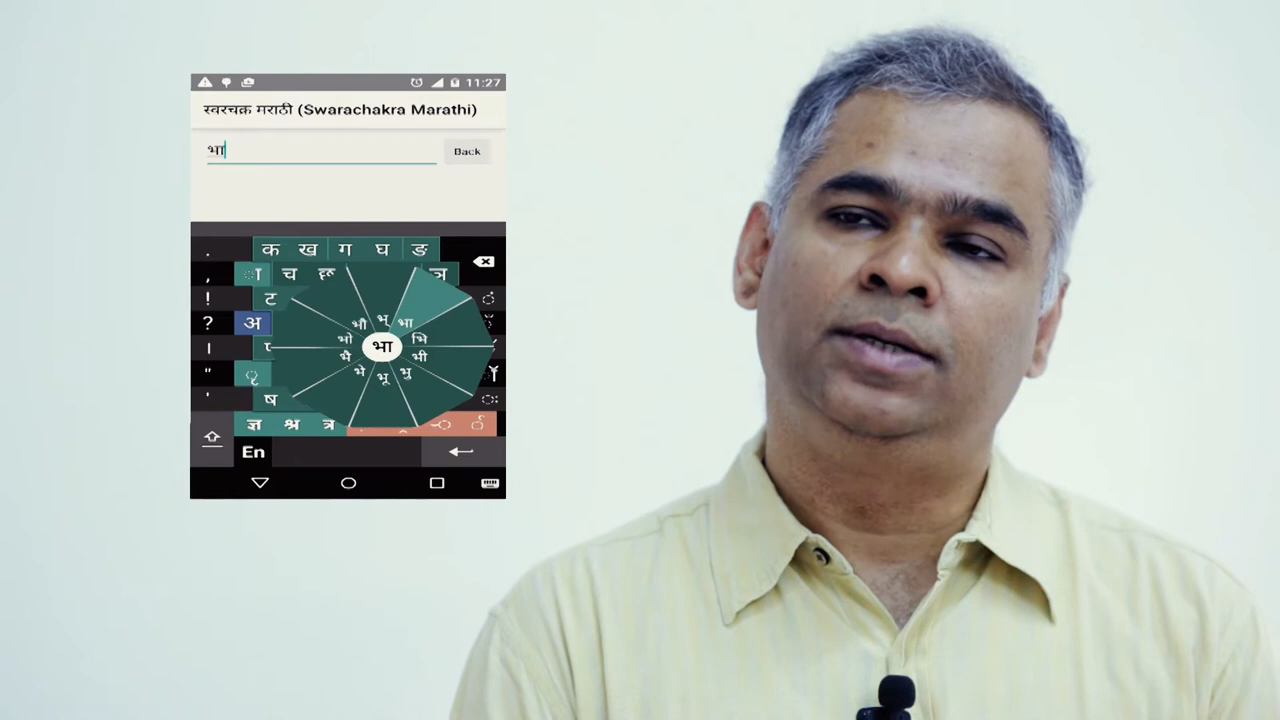 11:27
स्वरचक्र मराठी (Swarachakra Marathi)
भा
Back
. क ख ग घ ङ
, ा च छ ञ
! ट ं
? अ
।
" ृ
' ष ः
भौ भ् भा
भो भि
भै भा भी
भे भू भु
ज्ञ श्र त्र
En